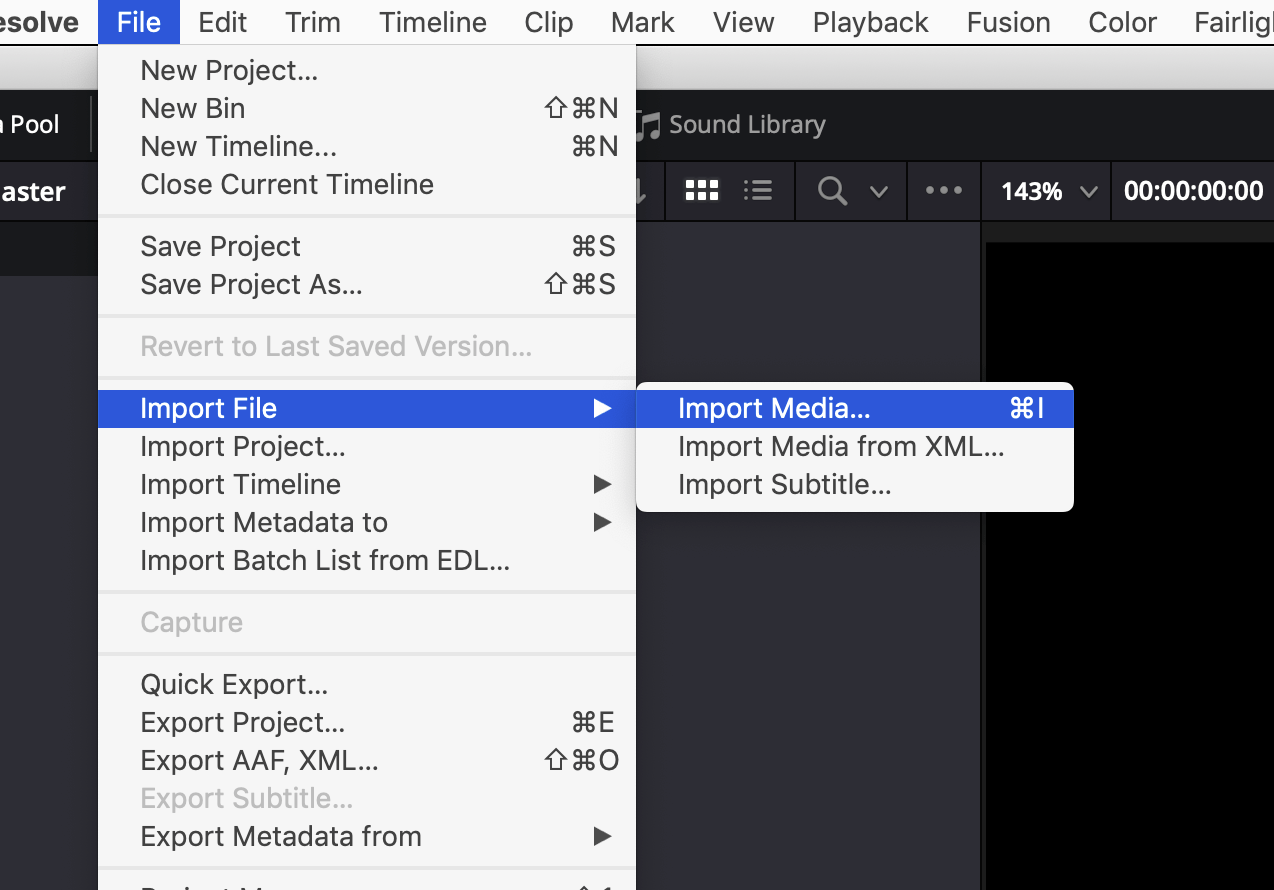 esolve File Edit Trim Timeline Clip Mark View Playback Fusion Color Fairlig
a Pool Sound Library
aster 143% 00:00:00:00
New Project...
New Bin ⇧⌘N
New Timeline... ⌘N
Close Current Timeline
Save Project ⌘S
Save Project As... ⇧⌘S
Revert to Last Saved Version...
Import File
Import Media... ⌘I
Import Project...
Import Media from XML...
Import Timeline
Import Subtitle...
Import Metadata to
Import Batch List from EDL...
Capture
Quick Export...
Export Project... ⌘E
Export AAF, XML... ⇧⌘O
Export Subtitle...
Export Metadata from